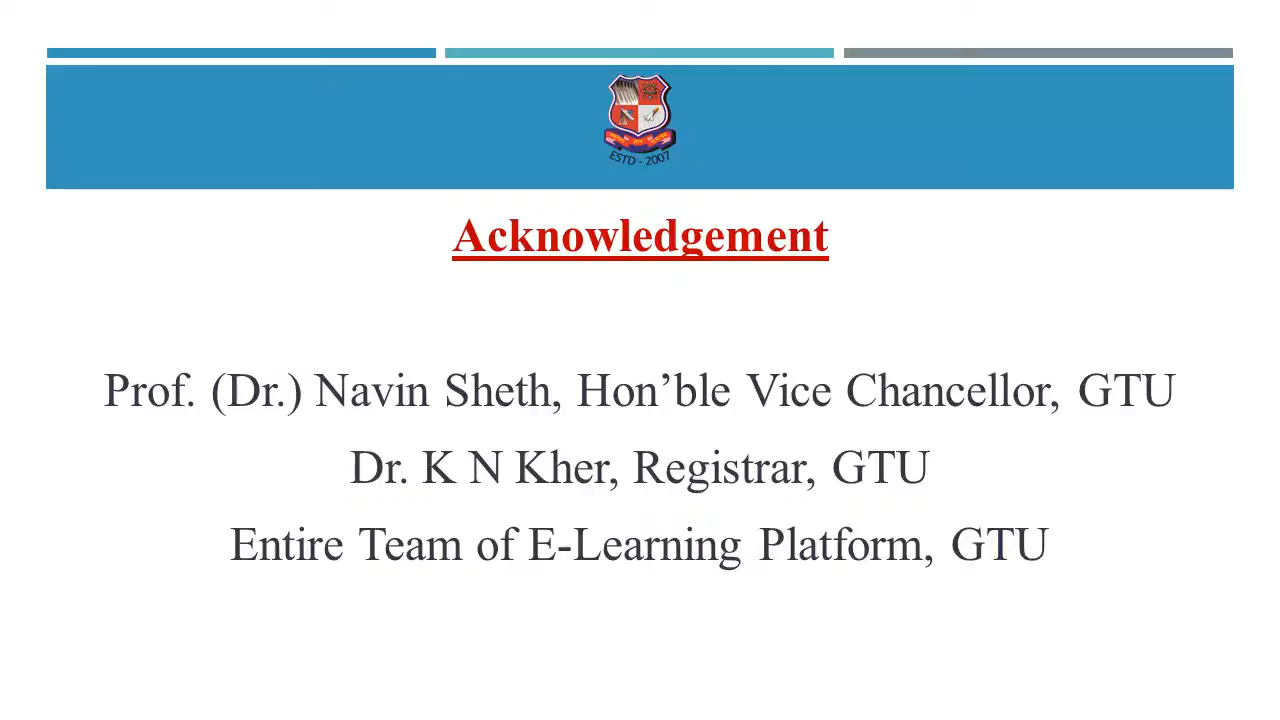 ESTD - 2007
Acknowledgement
Prof. (Dr.) Navin Sheth, Hon’ble Vice Chancellor, GTU
Dr. K N Kher, Registrar, GTU
Entire Team of E-Learning Platform, GTU